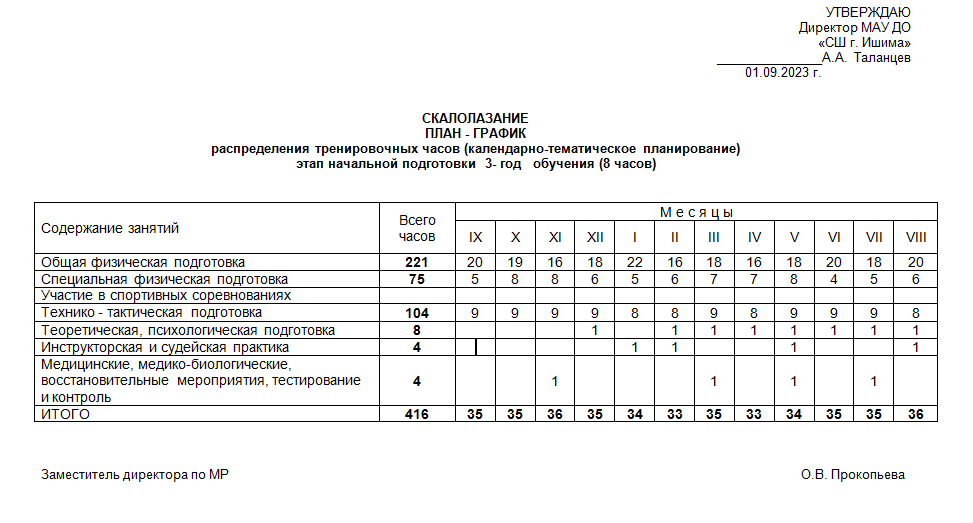 УТВЕРЖДАЮ
Директор МАУ ДО
«СШ г. Ишима»
_______________А.А. Таланцев
01.09.2023 г.
СКАЛОЛАЗАНИЕ
ПЛАН - ГРАФИК
распределения тренировочных часов (календарно-тематическое планирование)
этап начальной подготовки 3- год обучения (8 часов)
Содержание занятий Всего часов М е с я ц ы
IX X XI XII I II III IV V VI VII VIII
Общая физическая подготовка 221 20 19 16 18 22 16 18 16 18 20 18 20
Специальная физическая подготовка 75 5 8 8 6 5 6 7 7 8 4 5 6
Участие в спортивных соревнованиях
Технико - тактическая подготовка 104 9 9 9 9 8 8 9 8 9 9 9 8
Теоретическая, психологическая подготовка 8 1 1 1 1 1 1 1 1
Инструкторская и судейская практика 4 1 1 1 1
Медицинские, медико-биологические,
восстановительные мероприятия, тестирование
и контроль 4 1 1 1 1
ИТОГО 416 35 35 36 35 34 33 35 33 34 35 35 36
Заместитель директора по МР О.В. Прокопьева